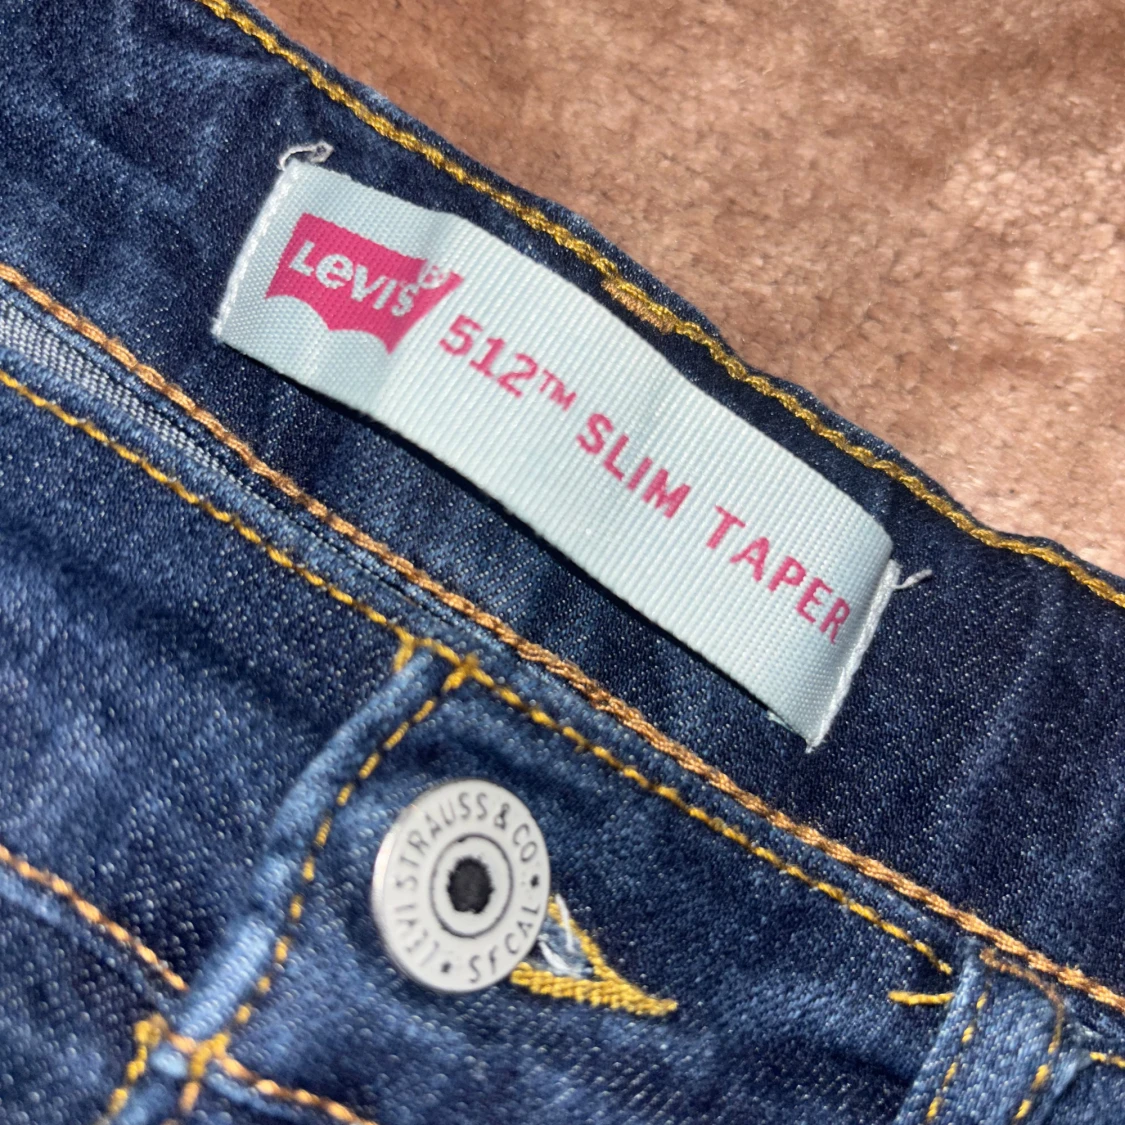 Levi's®
512™ SLIM TAPER
LEVI STRAUSS & CO.
S F CAL